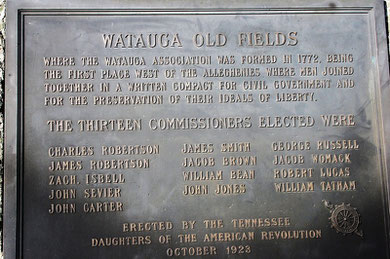 WATAUGA OLD FIELDS
WHERE THE WATAUGA ASSOCIATION WAS FORMED IN 1772, BEING
THE FIRST PLACE WEST OF THE ALLEGHENIES WHERE MEN JOINED
TOGETHER IN A WRITTEN COMPACT FOR CIVIL GOVERNMENT AND
FOR THE PRESERVATION OF THEIR IDEALS OF LIBERTY.
THE THIRTEEN COMMISSIONERS ELECTED WERE
CHARLES ROBERTSON JAMES SMITH GEORGE RUSSELL
JAMES ROBERTSON JACOB BROWN JACOB WOMACK
ZACH. ISBELL WILLIAM BEAN ROBERT LUCAS
JOHN SEVIER JOHN JONES WILLIAM TATHAM
JOHN CARTER
ERECTED BY THE TENNESSEE
DAUGHTERS OF THE AMERICAN REVOLUTION
OCTOBER 1923